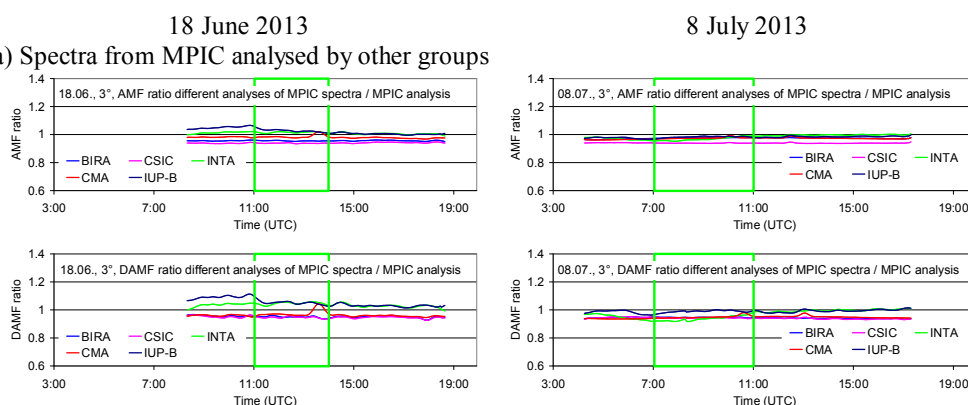 18 June 2013
8 July 2013
a) Spectra from MPIC analysed by other groups
1.4
1.2
1
0.8
0.6
AMF ratio
18.06., 3°, AMF ratio different analyses of MPIC spectra / MPIC analysis
BIRA CSIC INTA
CMA IUP-B
3:00 7:00 11:00 15:00 19:00
Time (UTC)
1.4
1.2
1
0.8
0.6
AMF ratio
08.07., 3°, AMF ratio different analyses of MPIC spectra / MPIC analysis
BIRA CSIC INTA
CMA IUP-B
3:00 7:00 11:00 15:00 19:00
Time (UTC)
1.4
1.2
1
0.8
0.6
DAMF ratio
18.06., 3°, DAMF ratio different analyses of MPIC spectra / MPIC analysis
BIRA CSIC INTA
CMA IUP-B
3:00 7:00 11:00 15:00 19:00
Time (UTC)
1.4
1.2
1
0.8
0.6
DAMF ratio
08.07., 3°, DAMF ratio different analyses of MPIC spectra / MPIC analysis
BIRA CSIC INTA
CMA IUP-B
3:00 7:00 11:00 15:00 19:00
Time (UTC)